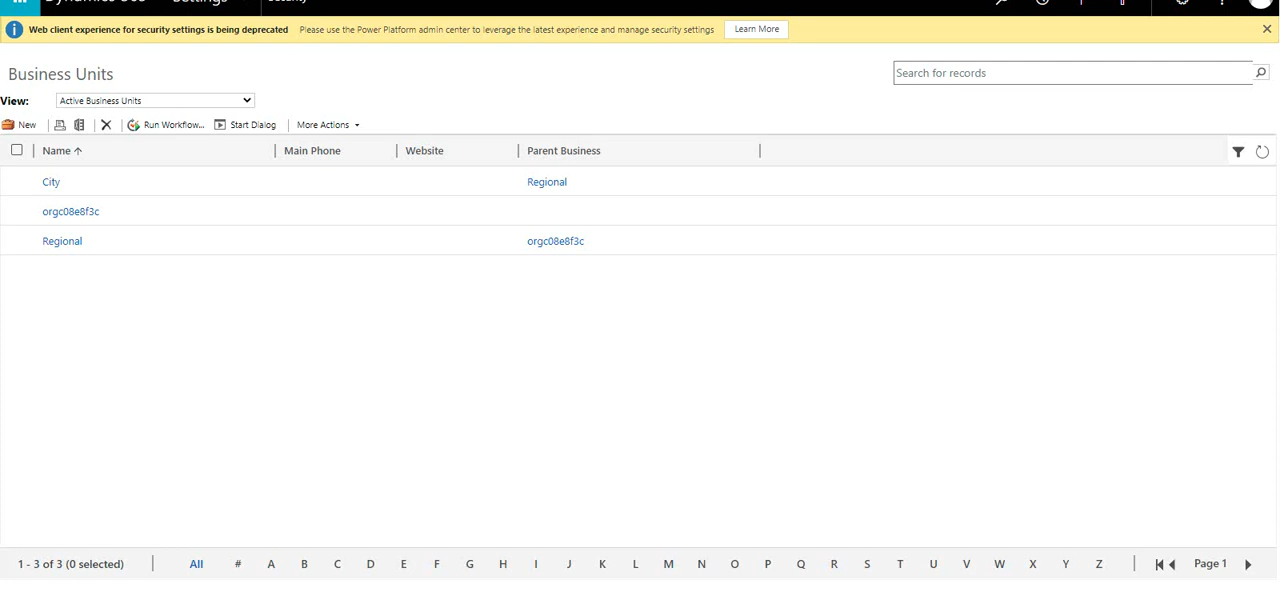 Dynamics 365 Settings Security
Web client experience for security settings is being deprecated Please use the Power Platform admin center to leverage the latest experience and manage security settings Learn More
Business Units
Search for records
View: Active Business Units
New Run Workflow... Start Dialog More Actions
Name Main Phone Website Parent Business
City Regional
orgc08e8f3c
Regional orgc08e8f3c
1 - 3 of 3 (0 selected) All # A B C D E F G H I J K L M N O P Q R S T U V W X Y Z Page 1